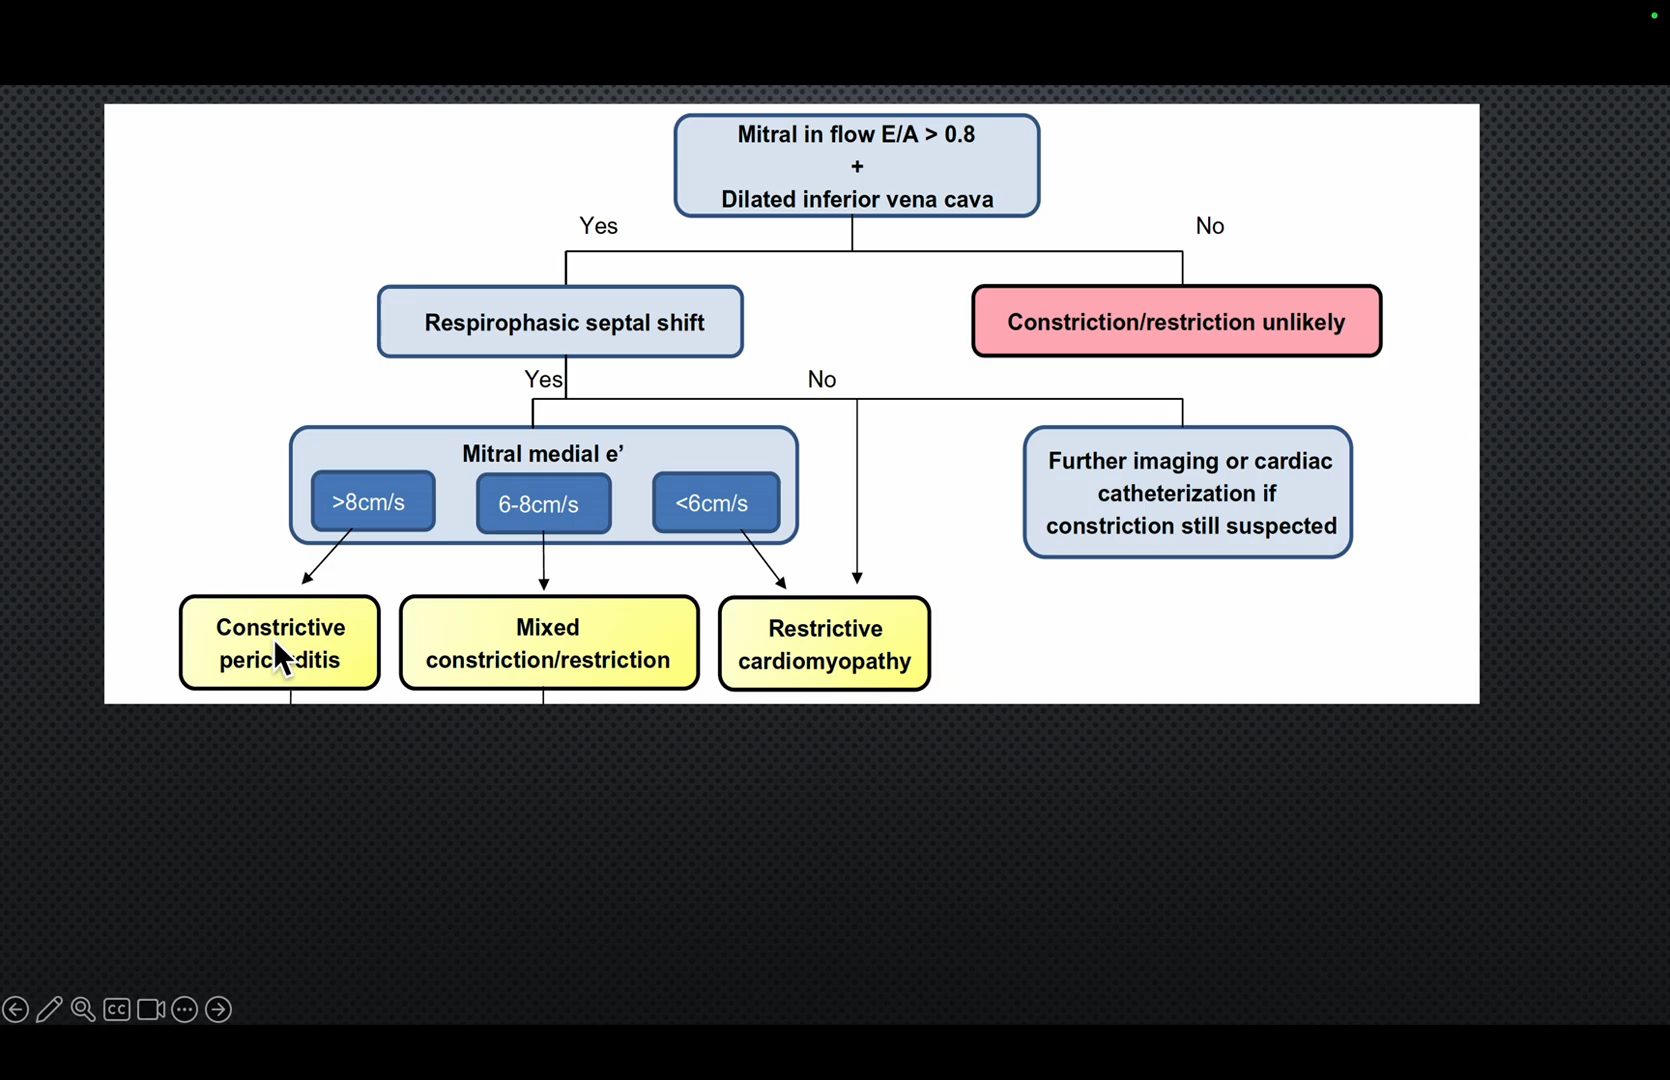 Mitral in flow E/A > 0.8
+
Dilated inferior vena cava
Yes
No
Respirophasic septal shift
Constriction/restriction unlikely
Yes
No
Mitral medial e’
>8cm/s
6-8cm/s
<6cm/s
Further imaging or cardiac
catheterization if
constriction still suspected
Constrictive
pericarditis
Mixed
constriction/restriction
Restrictive
cardiomyopathy
CC